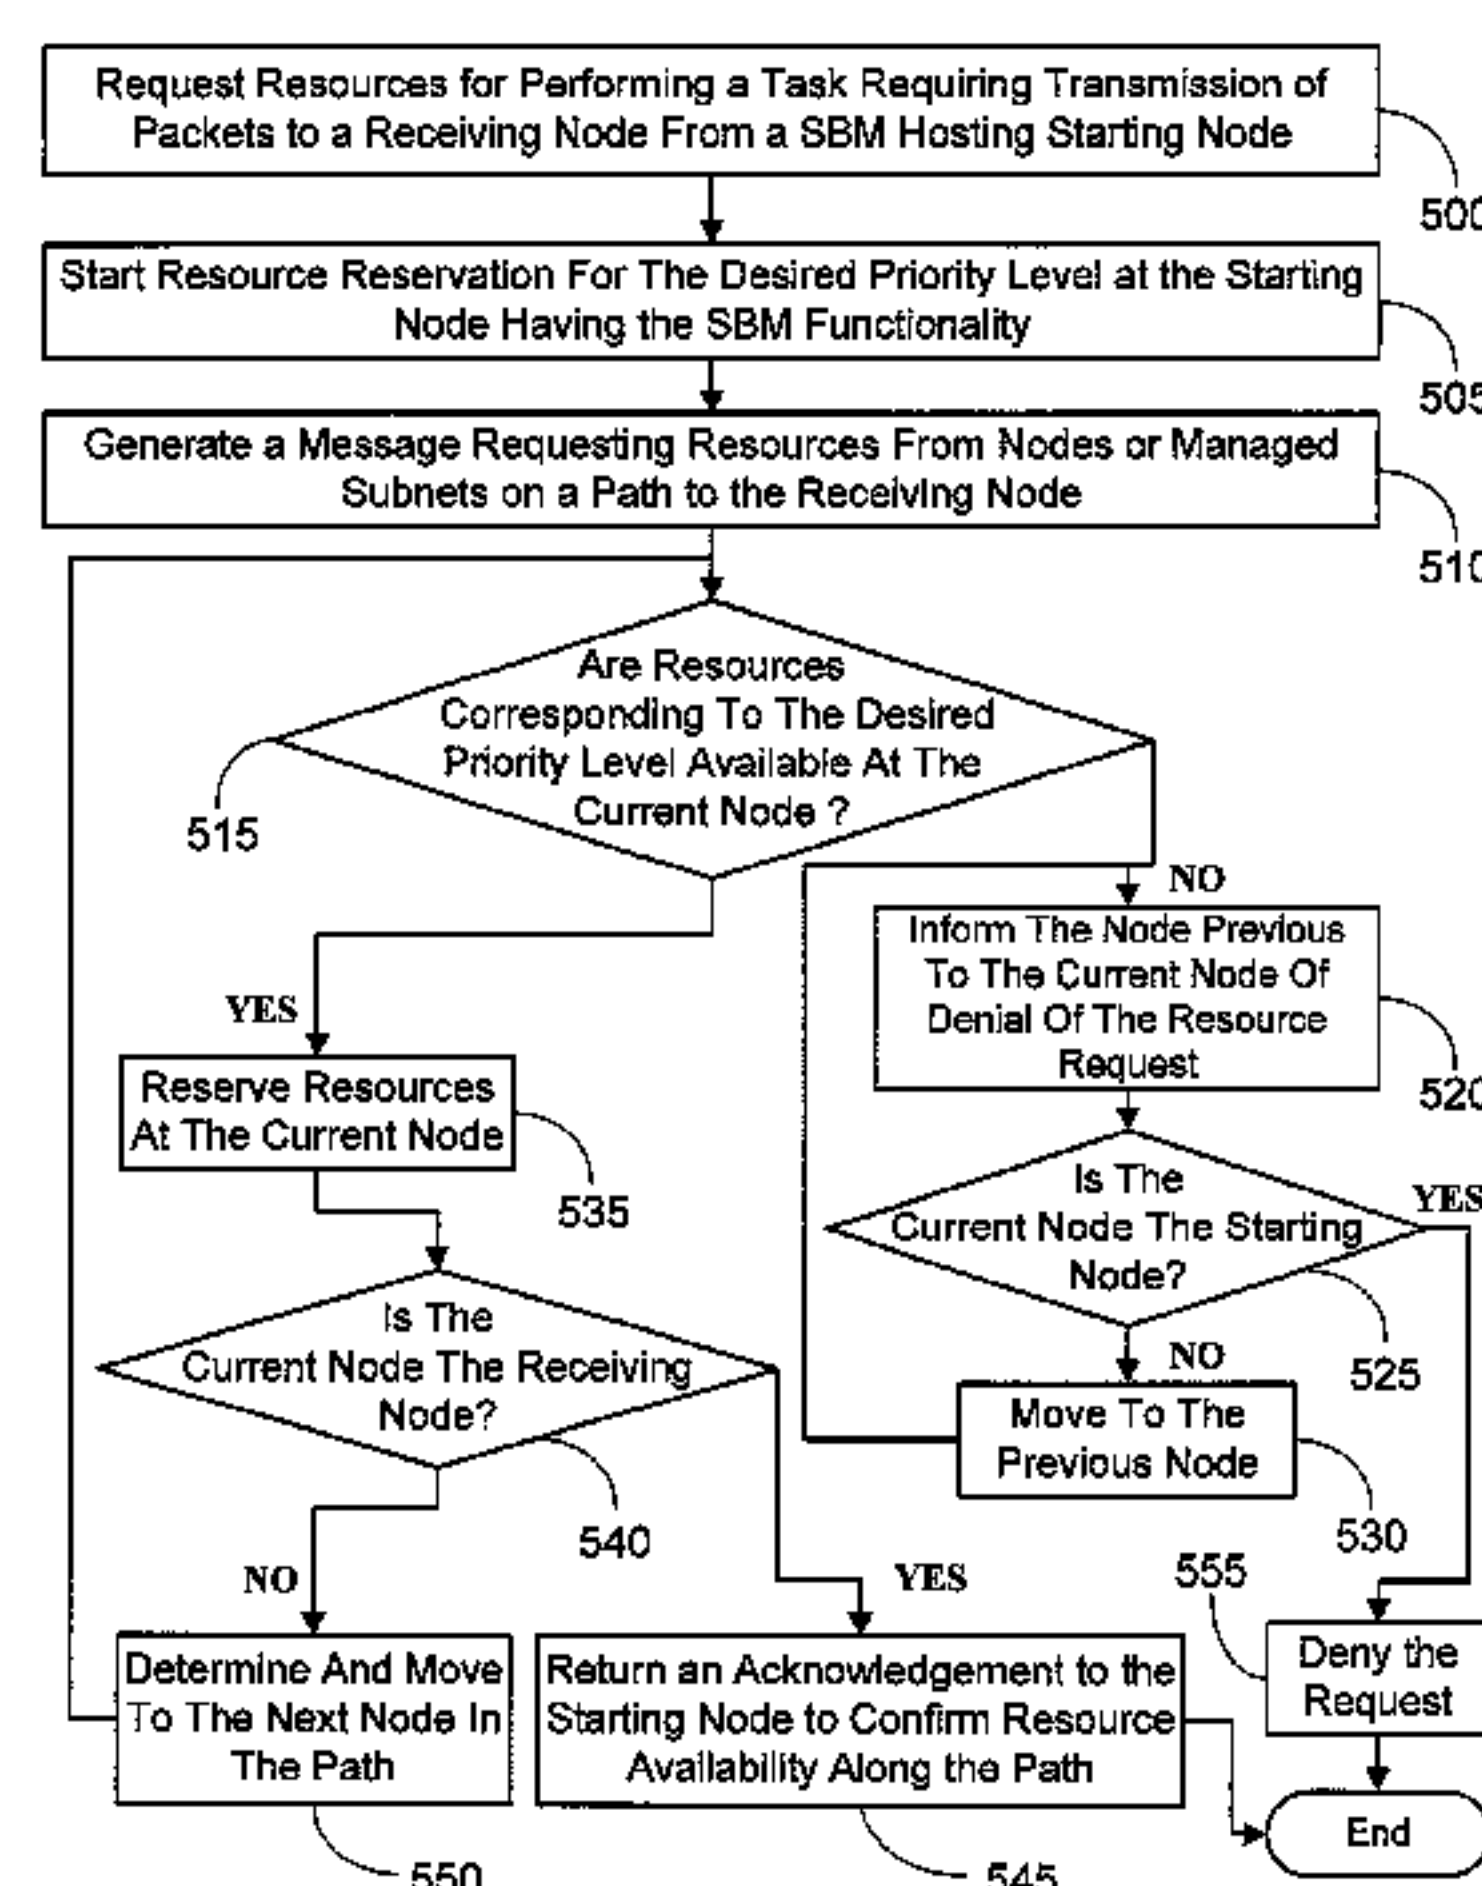 Request Resources for Performing a Task Requiring Transmission of
Packets to a Receiving Node From a SBM Hosting Starting Node
500
Start Resource Reservation For The Desired Priority Level at the Starting
Node Having the SBM Functionality
505
Generate a Message Requesting Resources From Nodes or Managed
Subnets on a Path to the Receiving Node
510
Are Resources
Corresponding To The Desired
Priority Level Available At The
Current Node ?
515
NO
Inform The Node Previous
To The Current Node Of
Denial Of The Resource
Request
520
YES
Reserve Resources
At The Current Node
535
Is The
Current Node The Starting
Node?
YES
525
NO
Move To The
Previous Node
530
Is The
Current Node The Receiving
Node?
540
NO
YES
555
Determine And Move
To The Next Node In
The Path
550
Return an Acknowledgement to the
Starting Node to Confirm Resource
Availability Along the Path
545
Deny the
Request
End